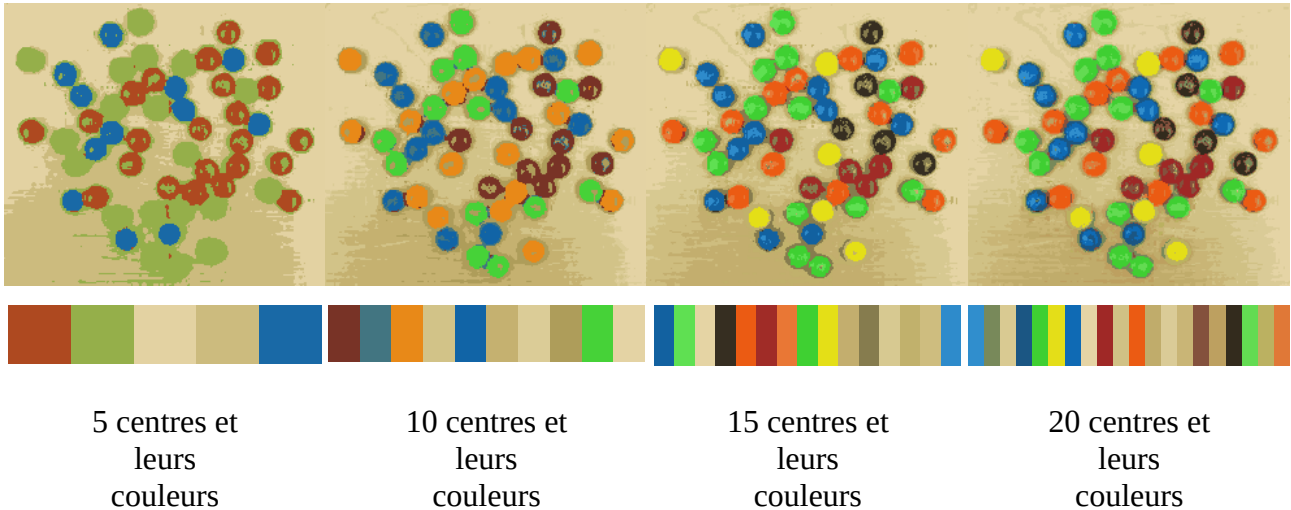 5 centres et
leurs
couleurs
10 centres et
leurs
couleurs
15 centres et
leurs
couleurs
20 centres et
leurs
couleurs